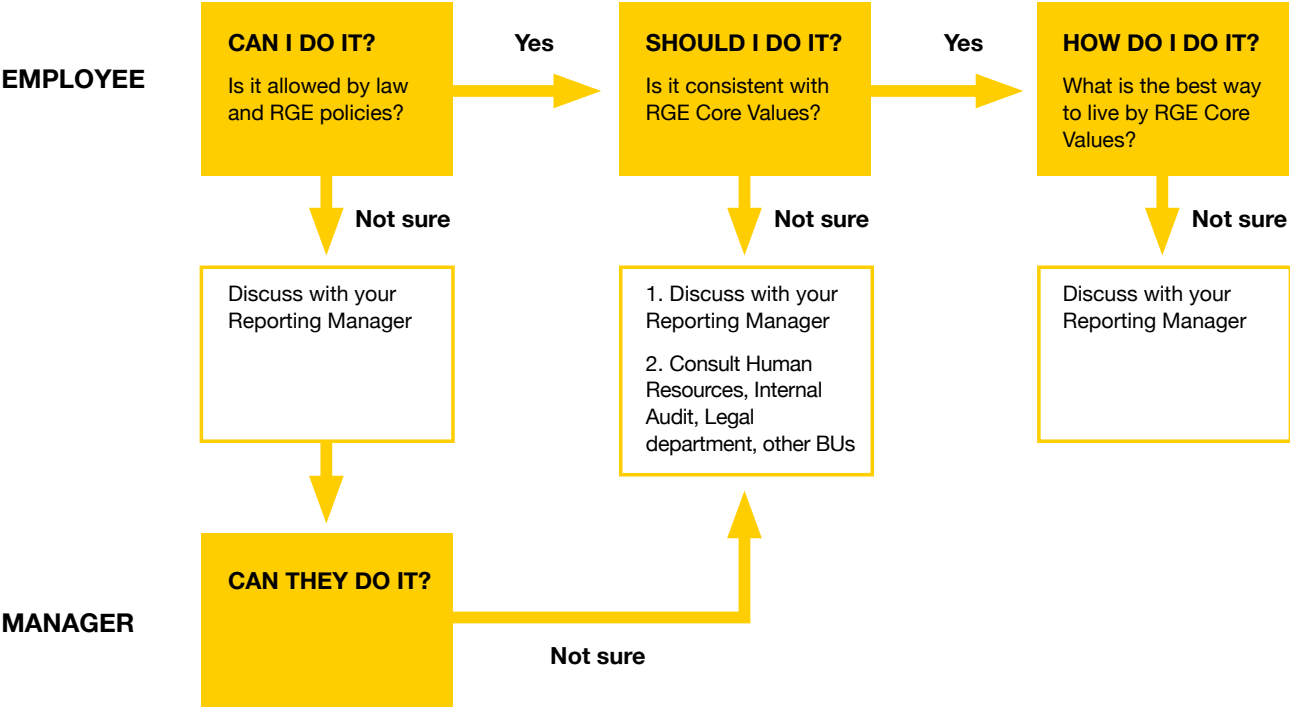 EMPLOYEE
CAN I DO IT?
Is it allowed by law
and RGE policies?
Yes
SHOULD I DO IT?
Is it consistent with
RGE Core Values?
Yes
HOW DO I DO IT?
What is the best way
to live by RGE Core
Values?
Not sure
Not sure
Not sure
Discuss with your
Reporting Manager
1. Discuss with your
Reporting Manager
2. Consult Human
Resources, Internal
Audit, Legal
department, other BUs
Discuss with your
Reporting Manager
MANAGER
CAN THEY DO IT?
Not sure